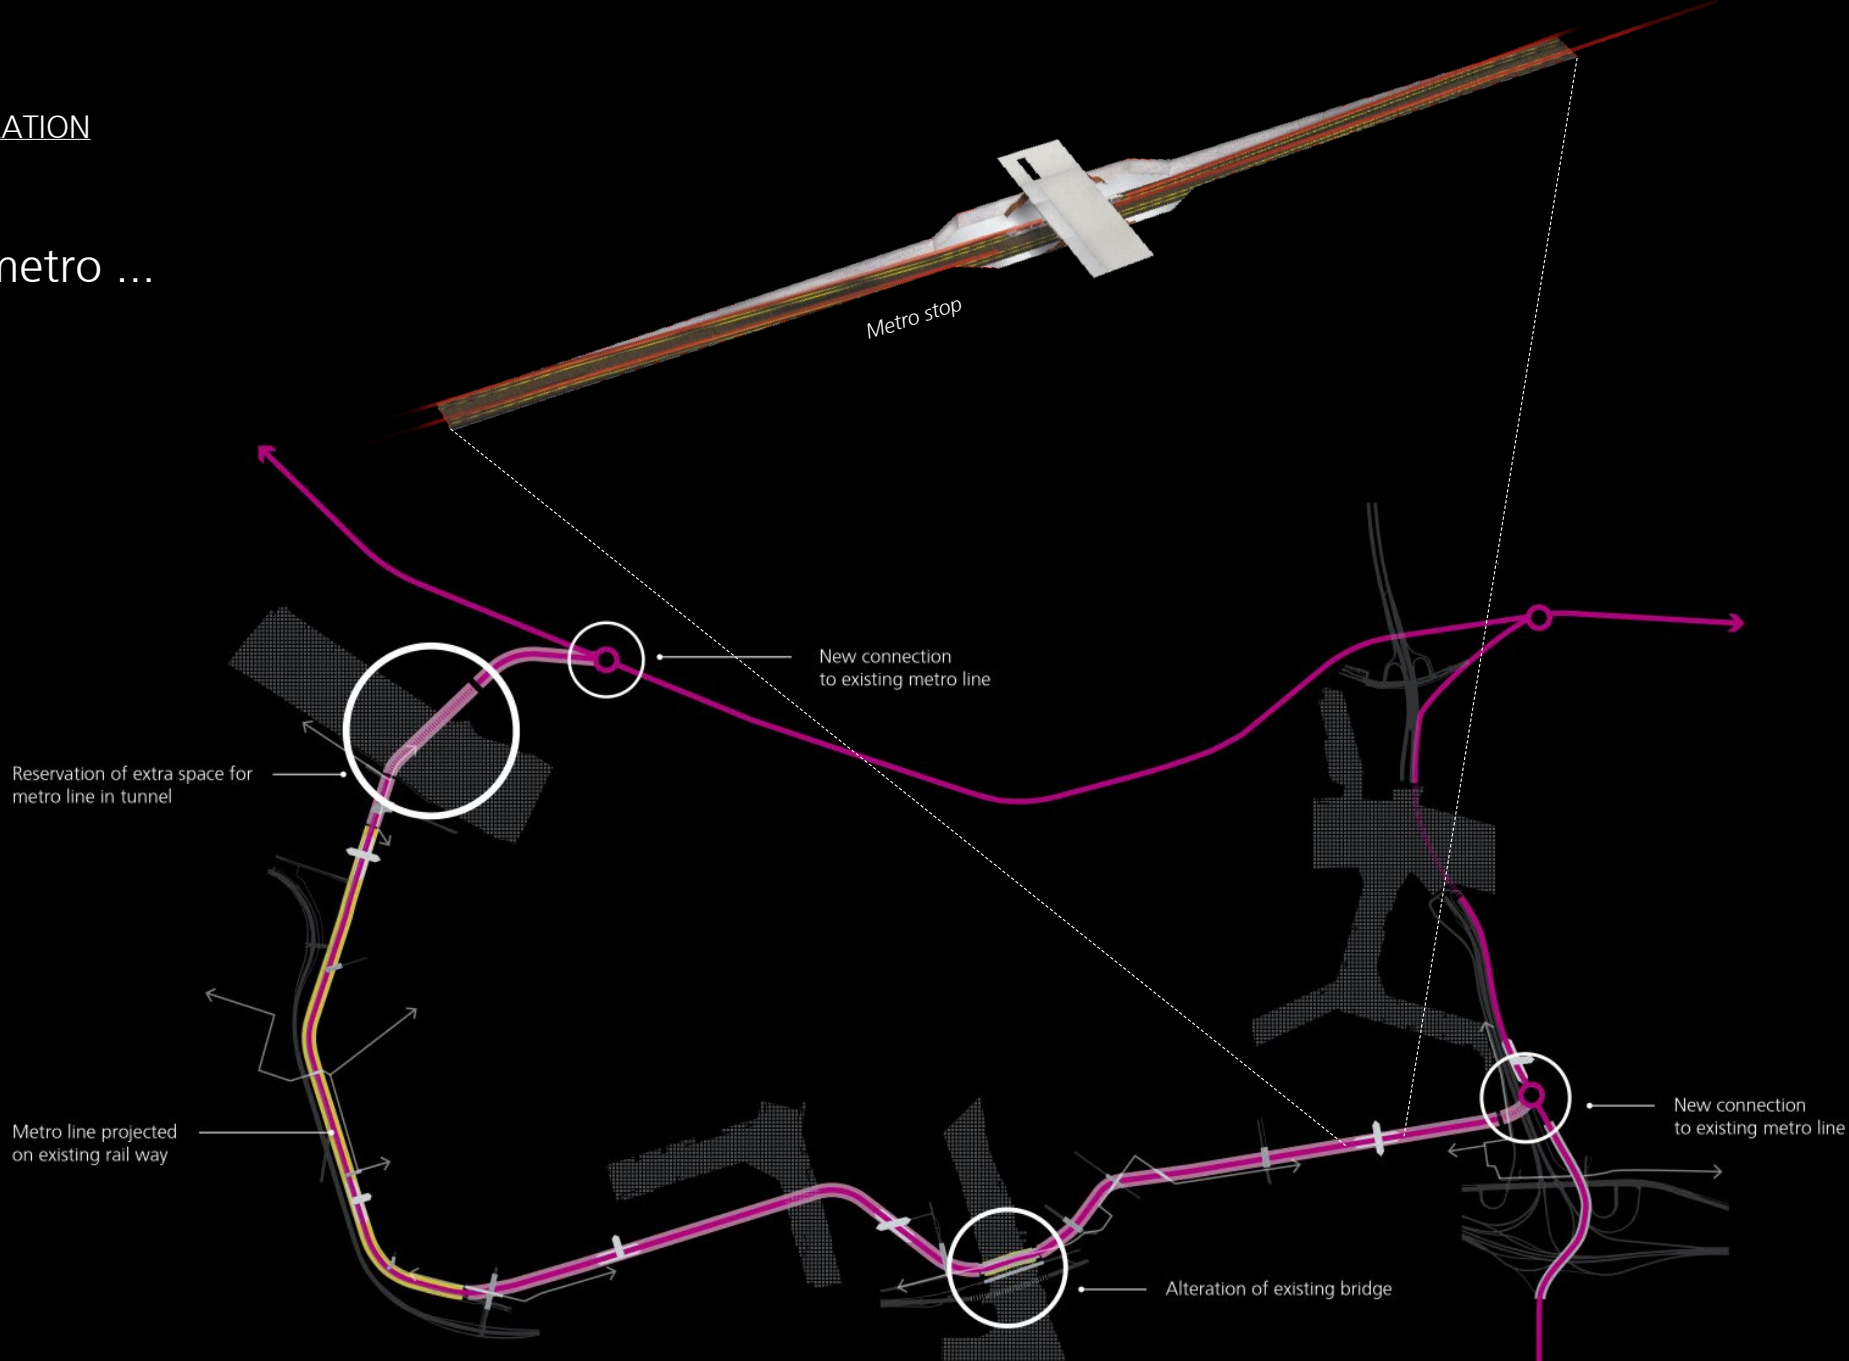 ATION
metro ...
Metro stop
New connection
to existing metro line
Reservation of extra space for
metro line in tunnel
New connection
to existing metro line
Metro line projected
on existing rail way
Alteration of existing bridge